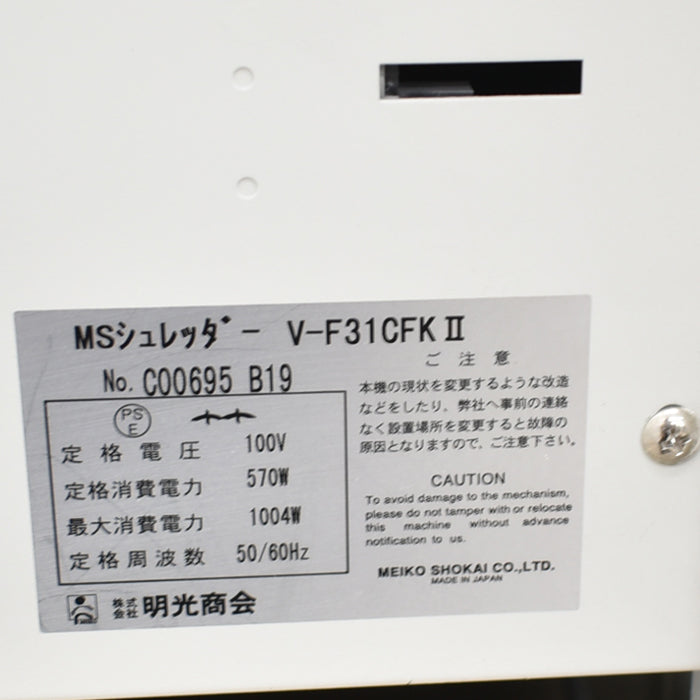 MSシュレッダー V-F31CFKⅡ
No. C00695 B19
PS
E
定格電圧 100V
定格消費電力 570W
最大消費電力 1004W
定格周波数 50/60Hz
株式
会社 明光商会
ご注意
本機の現状を変更するような改造
などをしたり、弊社へ事前の連絡
なく設置場所を変更すると故障の
原因となりますので、ご注意下さい。
CAUTION
To avoid damage to the mechanism,
please do not tamper with or relocate
this machine without advance
notification to us.
MEIKO SHOKAI CO.,LTD.
MADE IN JAPAN